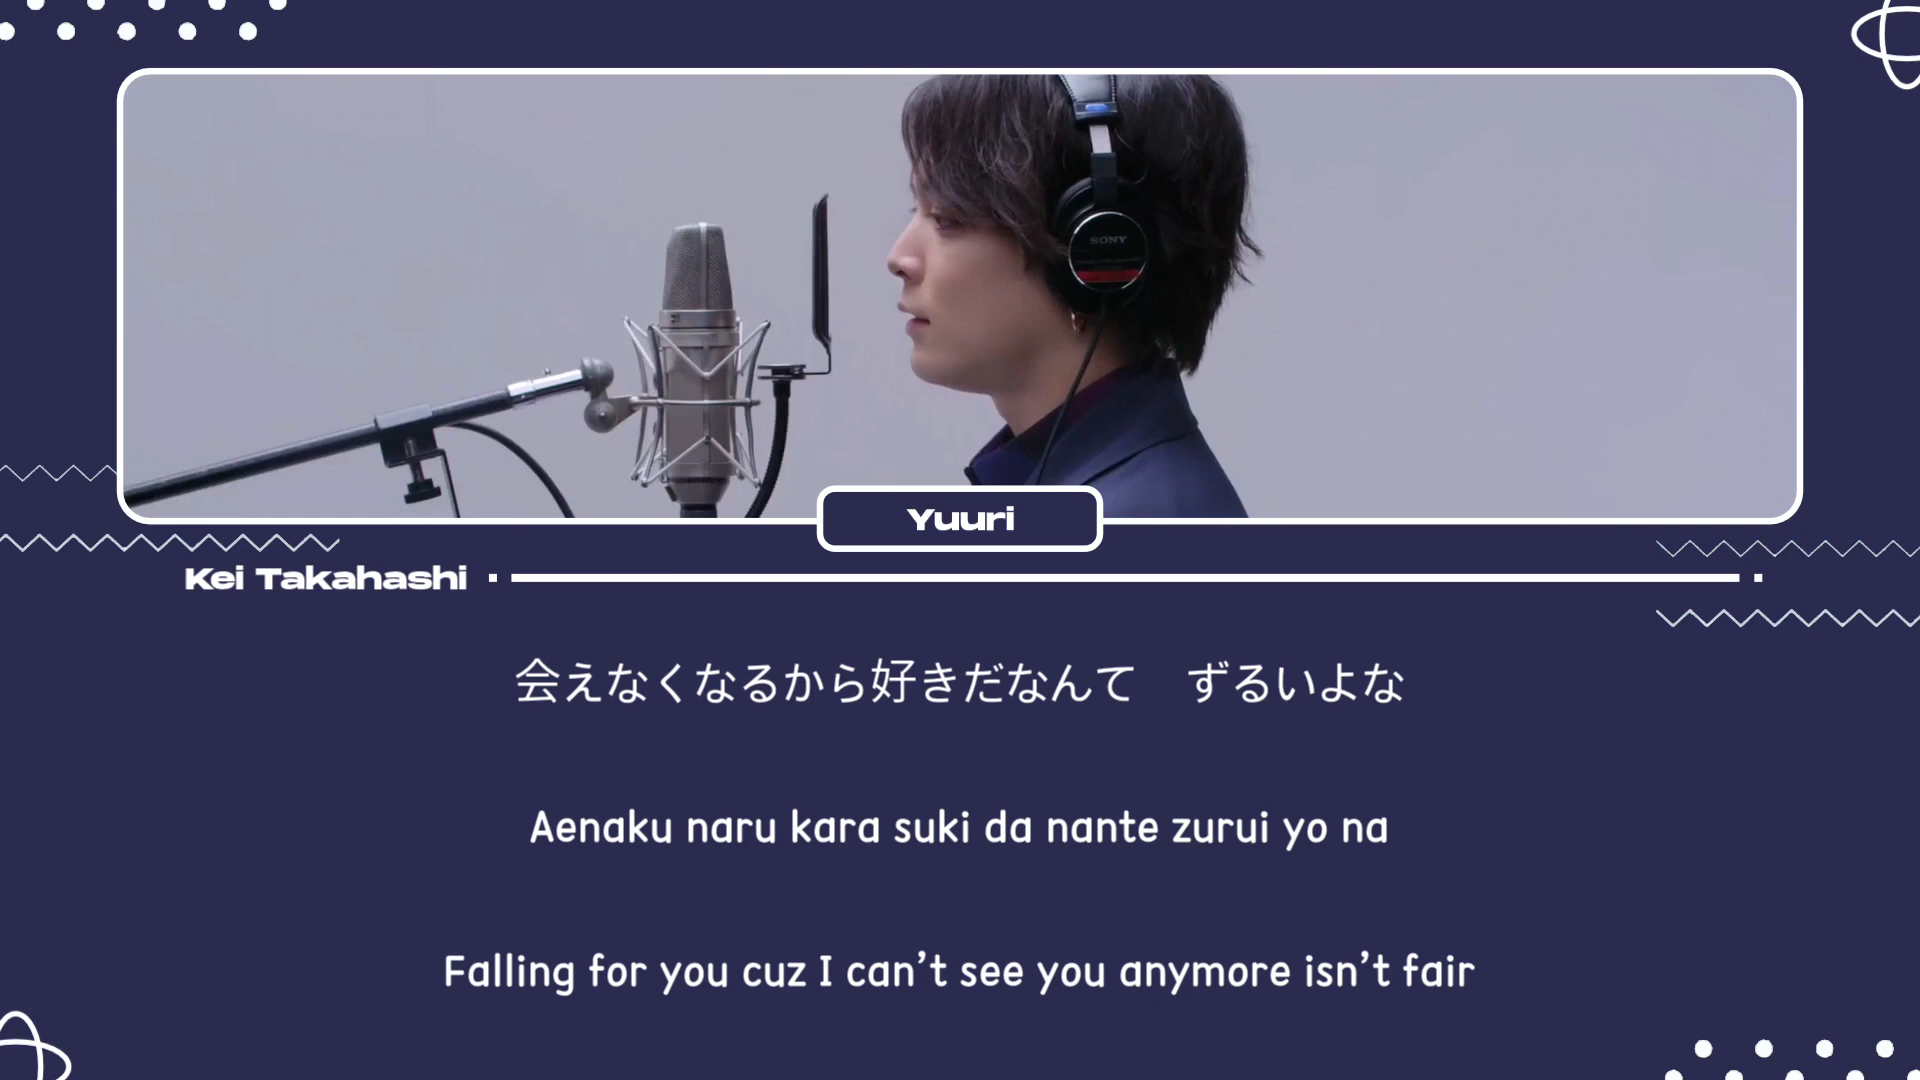 SONY
Yuuri
Kei Takahashi
会えなくなるから好きだなんて　ずるいよな
Aenaku naru kara suki da nante zurui yo na
Falling for you cuz I can’t see you anymore isn’t fair